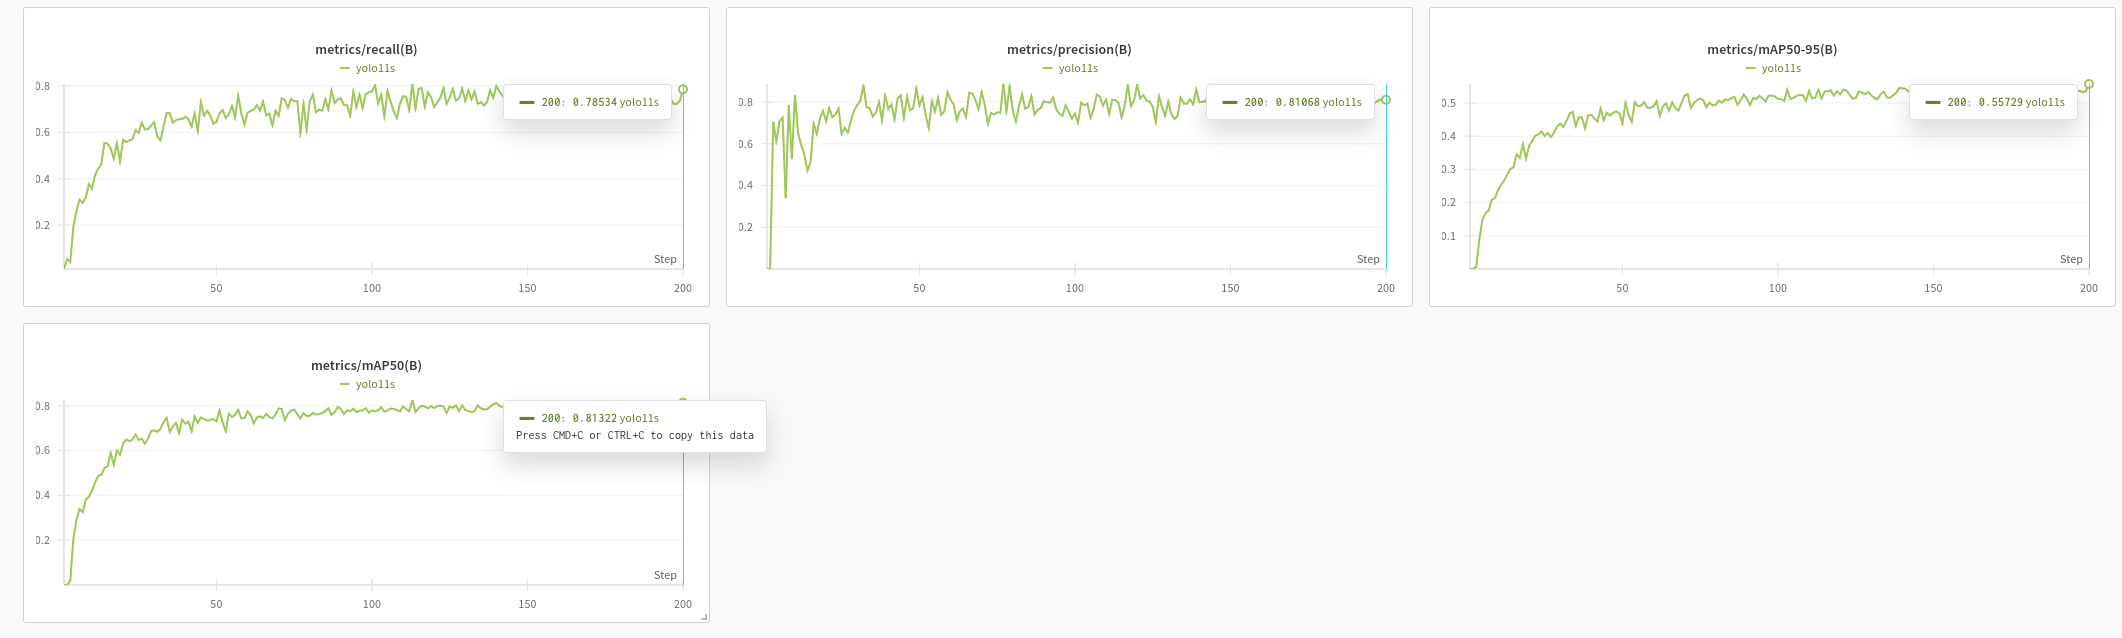 metrics/recall(B)
yolo11s
0.8
0.6
0.4
0.2
200: 0.78534 yolo11s
Step
50 100 150 200
metrics/precision(B)
yolo11s
0.8
0.6
0.4
0.2
200: 0.81068 yolo11s
Step
50 100 150 200
metrics/mAP50-95(B)
yolo11s
0.5
0.4
0.3
0.2
0.1
200: 0.55729 yolo11s
Step
50 100 150 200
metrics/mAP50(B)
yolo11s
0.8
0.6
0.4
0.2
200: 0.81322 yolo11s
Press CMD+C or CTRL+C to copy this data
Step
50 100 150 200